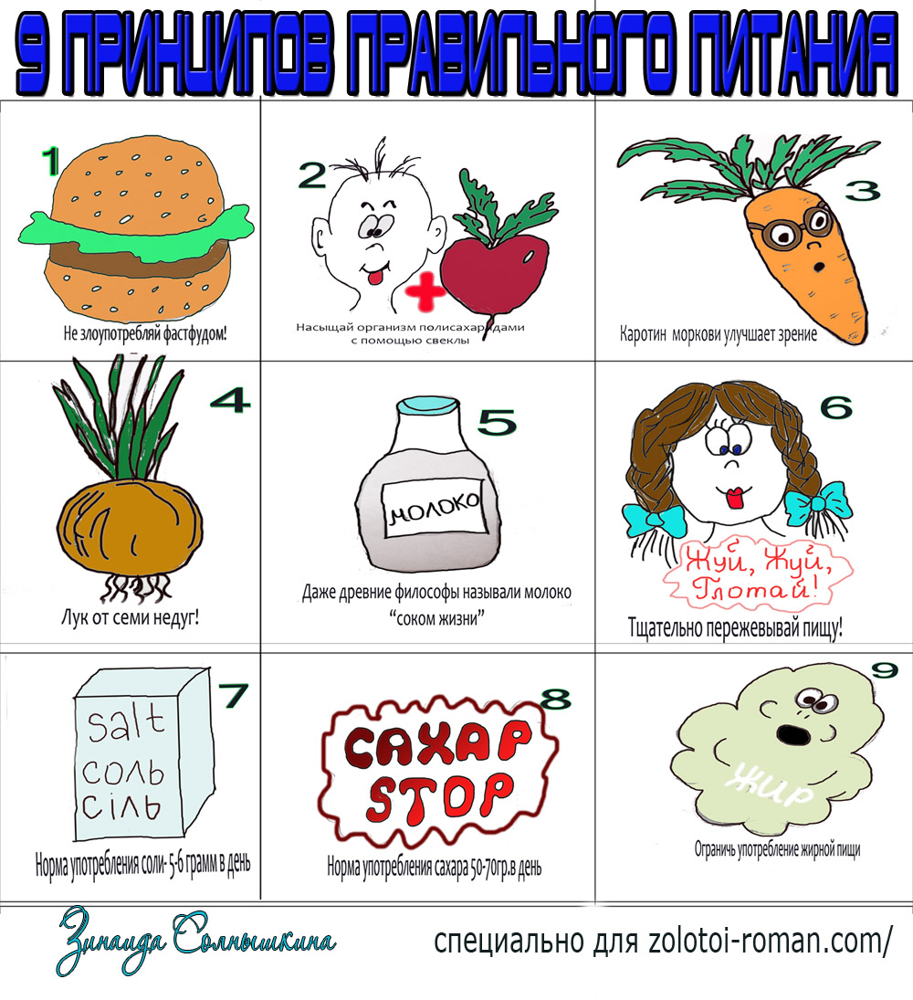 9 ПРИНЦИПОВ ПРАВИЛЬНОГО ПИТАНИЯ
1
Не злоупотребляй фастфудом!
2
Насыщай организм полисахаридами
с помощью свеклы
3
Каротин моркови улучшает зрение
4
Лук от семи недуг!
5
МОЛОКО
Даже древние философы называли молоко
“соком жизни”
6
Жуй, Жуй,
Глотай!
Тщательно пережевывай пищу!
7
salt
соль
сіль
Норма употребления соли- 5-6 грамм в день
8
САХАР
STOP
Норма употребления сахара 50-70гр.в день
9
ЖИР
Ограничь употребление жирной пищи
Зинаида Солнышкина
специально для zolotoi-roman.com/